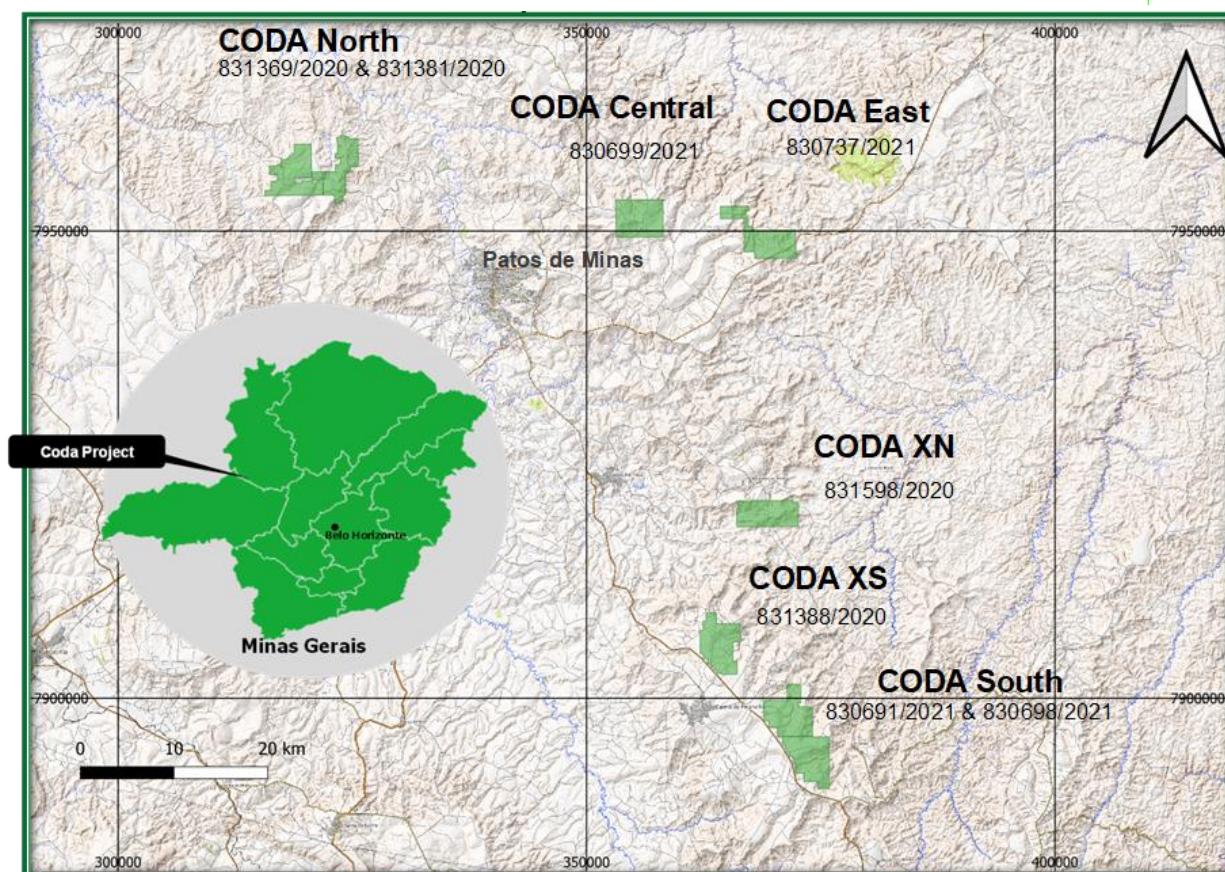 300000
350000
400000
CODA North
831369/2020 & 831381/2020
CODA Central
830699/2021
CODA East
830737/2021
7950000
7950000
Patos de Minas
Coda Project
Belo Horizonte
Minas Gerais
CODA XN
831598/2020
CODA XS
831388/2020
CODA South
830691/2021 & 830698/2021
7900000
7900000
0 10 20 km
300000
350000
400000